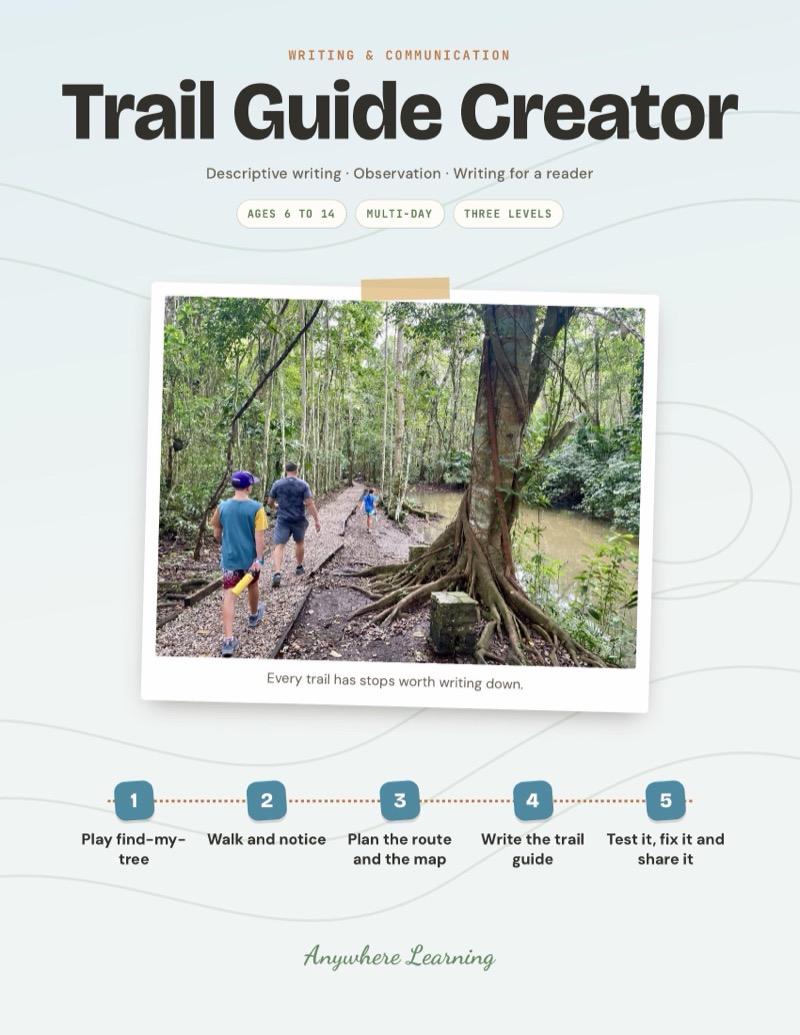 WRITING & COMMUNICATION
Trail Guide Creator
Descriptive writing · Observation · Writing for a reader
AGES 6 TO 14
MULTI-DAY
THREE LEVELS
Every trail has stops worth writing down.
1
Play find-my-
tree
2
Walk and notice
3
Plan the route
and the map
4
Write the trail
guide
5
Test it, fix it and
share it
Anywhere Learning